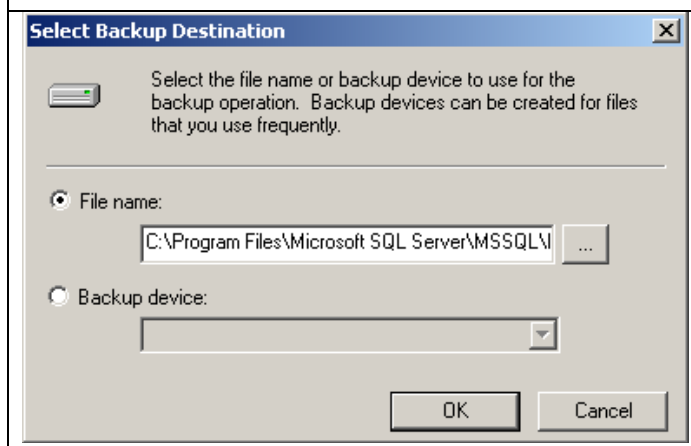 Select Backup Destination
Select the file name or backup device to use for the
backup operation. Backup devices can be created for files
that you use frequently.
File name:
C:\Program Files\Microsoft SQL Server\MSSQL\
...
Backup device:
OK
Cancel